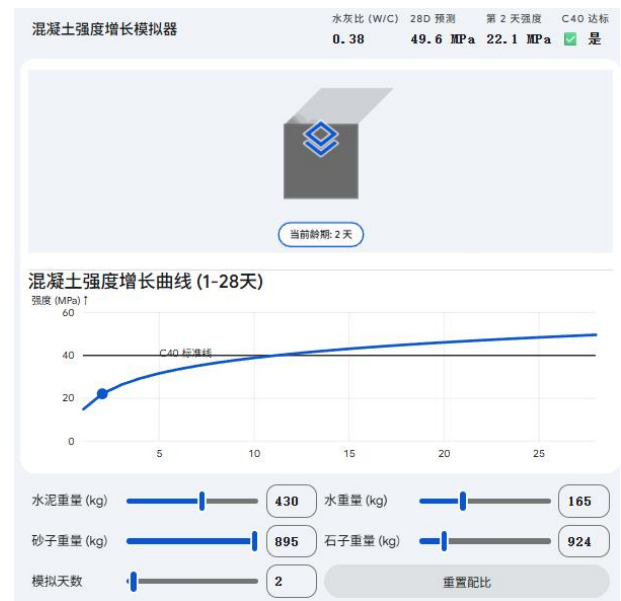 混凝土强度增长模拟器
水灰比 (W/C) 28D 预测 第 2 天强度 C40 达标
0.38 49.6 MPa 22.1 MPa ✅ 是
当前龄期: 2 天
混凝土强度增长曲线 (1-28天)
强度 (MPa) ↑
60
40
C40 标准线
20
0
5 10 15 20 25
水泥重量 (kg) 430 水重量 (kg) 165
砂子重量 (kg) 895 石子重量 (kg) 924
模拟天数 2 重置配比